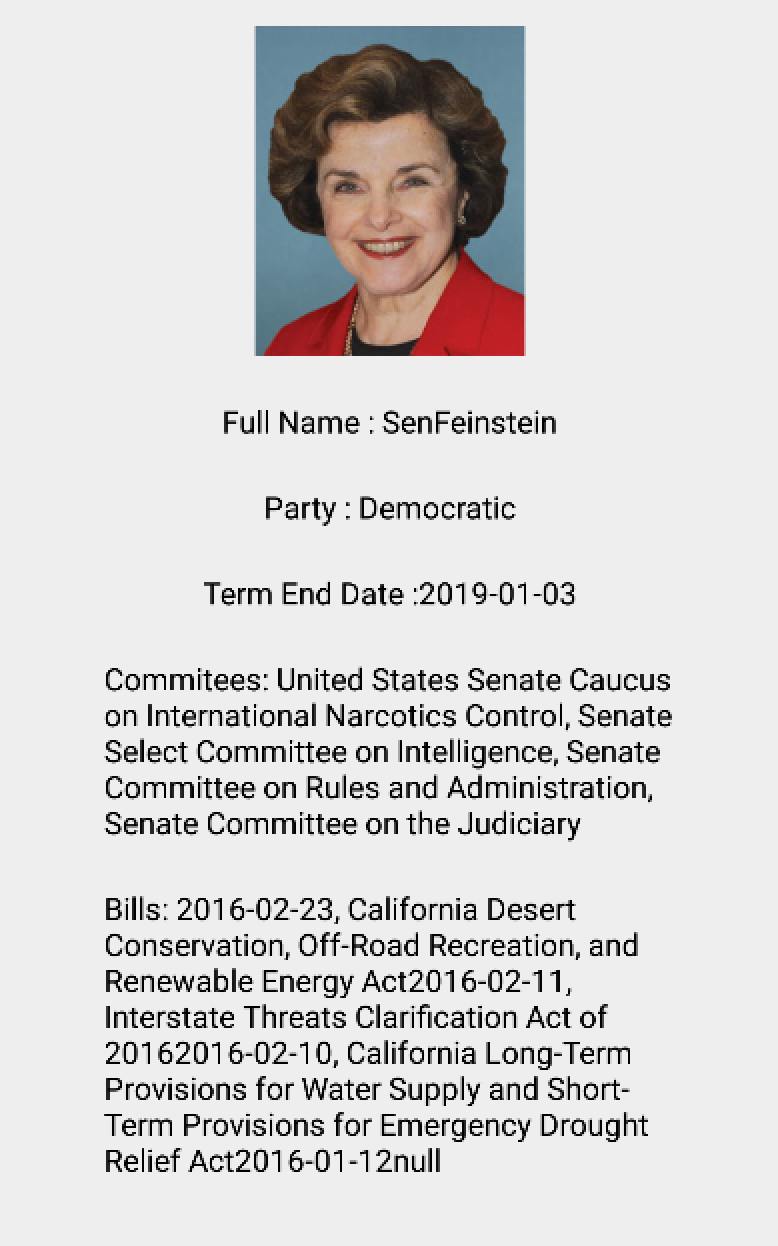 Full Name : SenFeinstein
Party : Democratic
Term End Date :2019-01-03
Commitees: United States Senate Caucus
on International Narcotics Control, Senate
Select Committee on Intelligence, Senate
Committee on Rules and Administration,
Senate Committee on the Judiciary
Bills: 2016-02-23, California Desert
Conservation, Off-Road Recreation, and
Renewable Energy Act2016-02-11,
Interstate Threats Clarification Act of
20162016-02-10, California Long-Term
Provisions for Water Supply and Short-
Term Provisions for Emergency Drought
Relief Act2016-01-12null